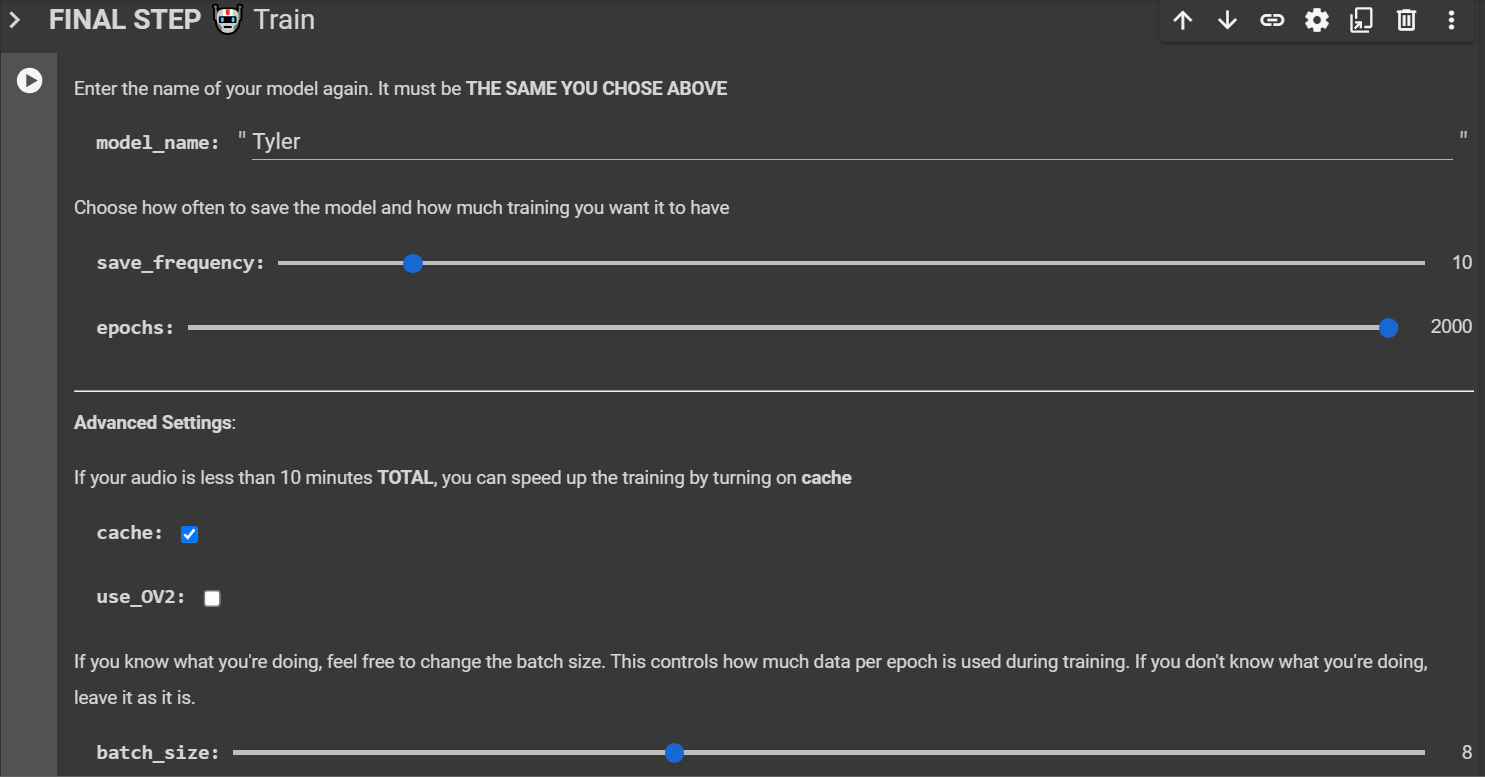 FINAL STEP 🤖 Train
Enter the name of your model again. It must be THE SAME YOU CHOSE ABOVE
model_name: " Tyler "
Choose how often to save the model and how much training you want it to have
save_frequency: 10
epochs: 2000
Advanced Settings:
If your audio is less than 10 minutes TOTAL, you can speed up the training by turning on cache
cache:
use_OV2:
If you know what you're doing, feel free to change the batch size. This controls how much data per epoch is used during training. If you don't know what you're doing,
leave it as it is.
batch_size: 8